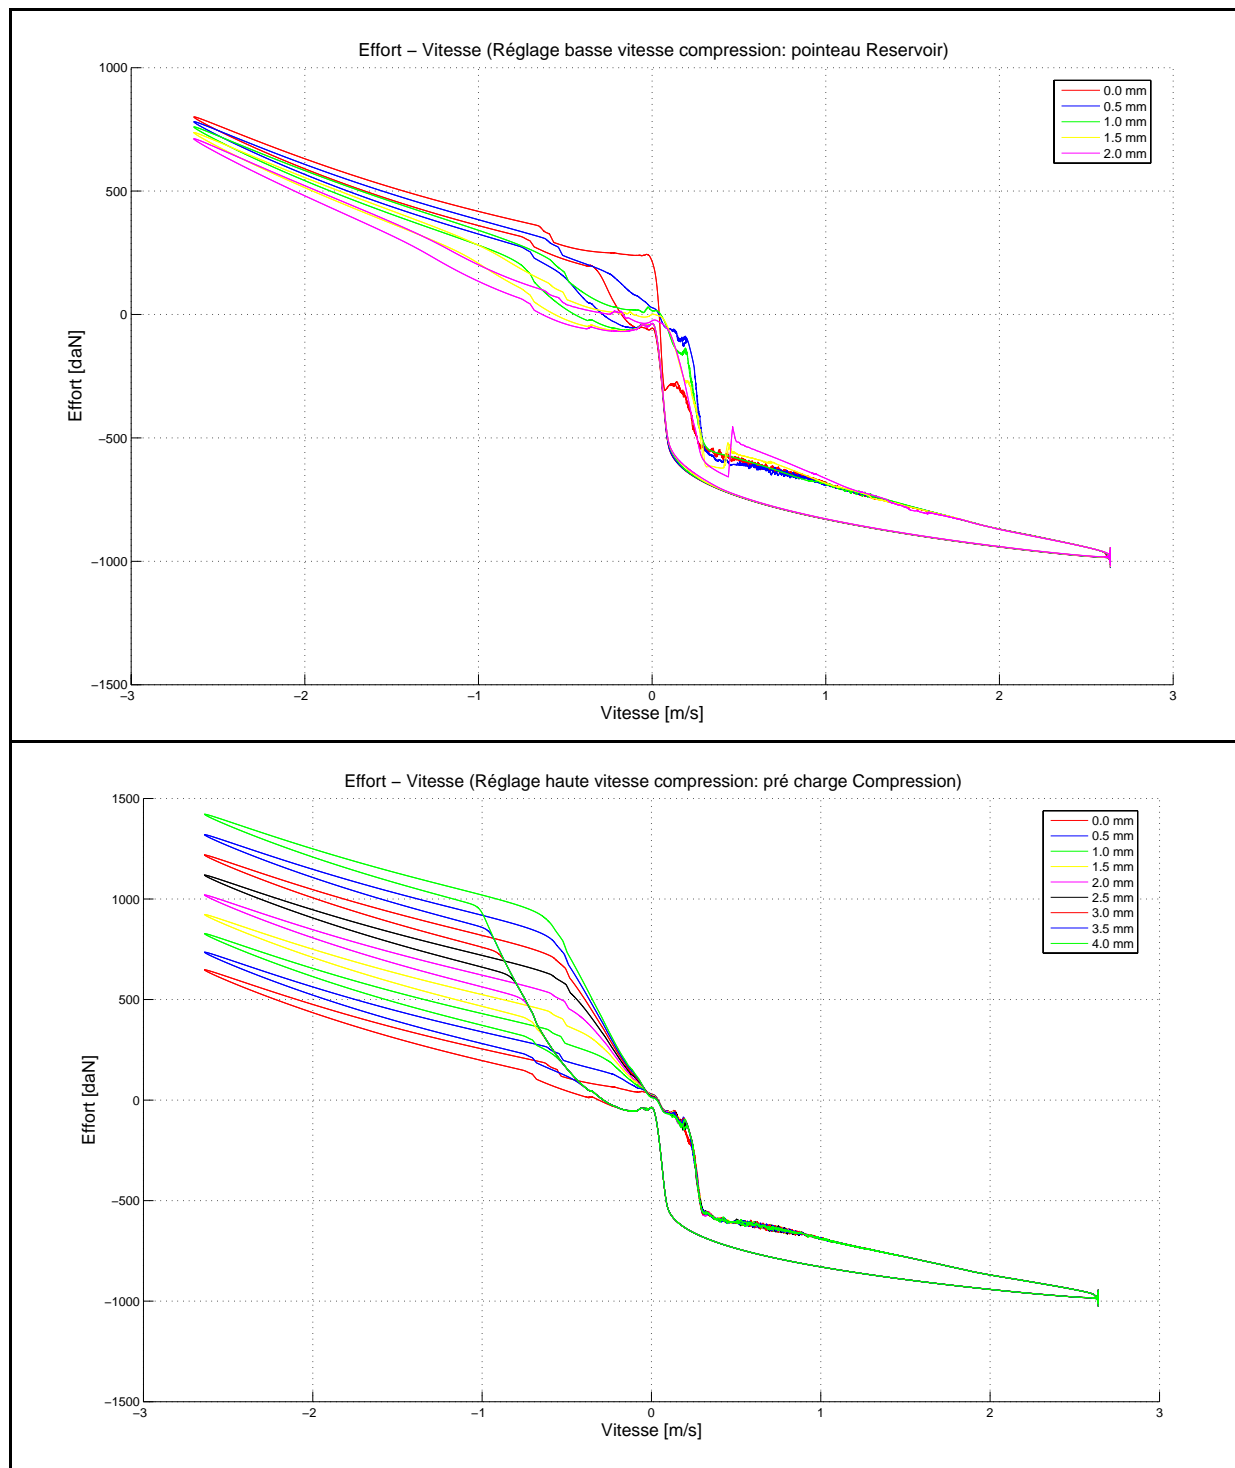 Effort – Vitesse (Réglage basse vitesse compression: pointeau Reservoir)
1000
500
0
−500
−1000
−1500
Effort [daN]
0.0 mm
0.5 mm
1.0 mm
1.5 mm
2.0 mm
−3 −2 −1 0 1 2 3
Vitesse [m/s]
Effort – Vitesse (Réglage haute vitesse compression: pré charge Compression)
1500
1000
500
0
−500
−1000
−1500
Effort [daN]
0.0 mm
0.5 mm
1.0 mm
1.5 mm
2.0 mm
2.5 mm
3.0 mm
3.5 mm
4.0 mm
−3 −2 −1 0 1 2 3
Vitesse [m/s]